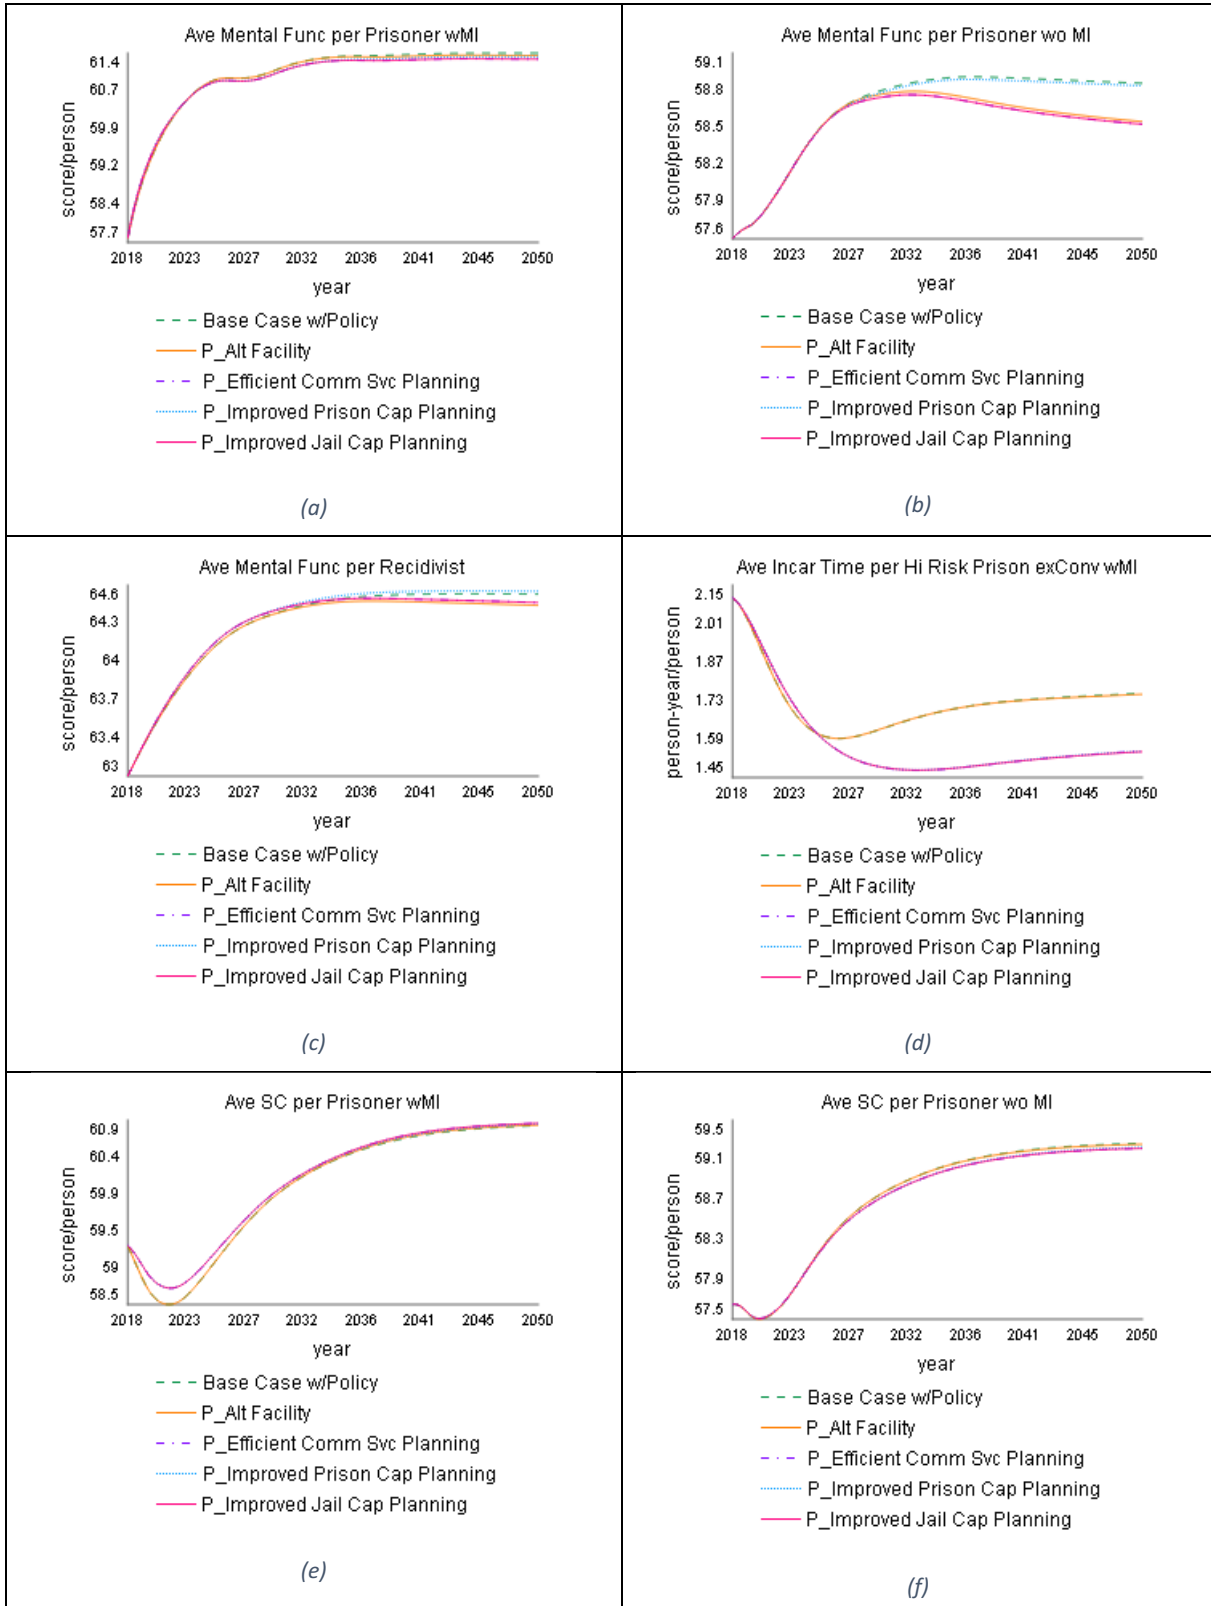 Ave Mental Func per Prisoner wMI
score/person
61.4
60.7
59.9
59.2
58.4
57.7
2018 2023 2027 2032 2036 2041 2045 2050
year
Base Case w/Policy
P_Alt Facility
P_Efficient Comm Svc Planning
P_Improved Prison Cap Planning
P_Improved Jail Cap Planning
(a)
Ave Mental Func per Prisoner wo MI
score/person
59.1
58.8
58.5
58.2
57.9
57.6
2018 2023 2027 2032 2036 2041 2045 2050
year
Base Case w/Policy
P_Alt Facility
P_Efficient Comm Svc Planning
P_Improved Prison Cap Planning
P_Improved Jail Cap Planning
(b)
Ave Mental Func per Recidivist
score/person
64.6
64.3
64
63.7
63.4
63
2018 2023 2027 2032 2036 2041 2045 2050
year
Base Case w/Policy
P_Alt Facility
P_Efficient Comm Svc Planning
P_Improved Prison Cap Planning
P_Improved Jail Cap Planning
(c)
Ave Incar Time per Hi Risk Prison exConv wMI
person-year/person
2.15
2.01
1.87
1.73
1.59
1.45
2018 2023 2027 2032 2036 2041 2045 2050
year
Base Case w/Policy
P_Alt Facility
P_Efficient Comm Svc Planning
P_Improved Prison Cap Planning
P_Improved Jail Cap Planning
(d)
Ave SC per Prisoner wMI
score/person
60.9
60.4
59.9
59.5
59
58.5
2018 2023 2027 2032 2036 2041 2045 2050
year
Base Case w/Policy
P_Alt Facility
P_Efficient Comm Svc Planning
P_Improved Prison Cap Planning
P_Improved Jail Cap Planning
(e)
Ave SC per Prisoner wo MI
score/person
59.5
59.1
58.7
58.3
57.9
57.5
2018 2023 2027 2032 2036 2041 2045 2050
year
Base Case w/Policy
P_Alt Facility
P_Efficient Comm Svc Planning
P_Improved Prison Cap Planning
P_Improved Jail Cap Planning
(f)